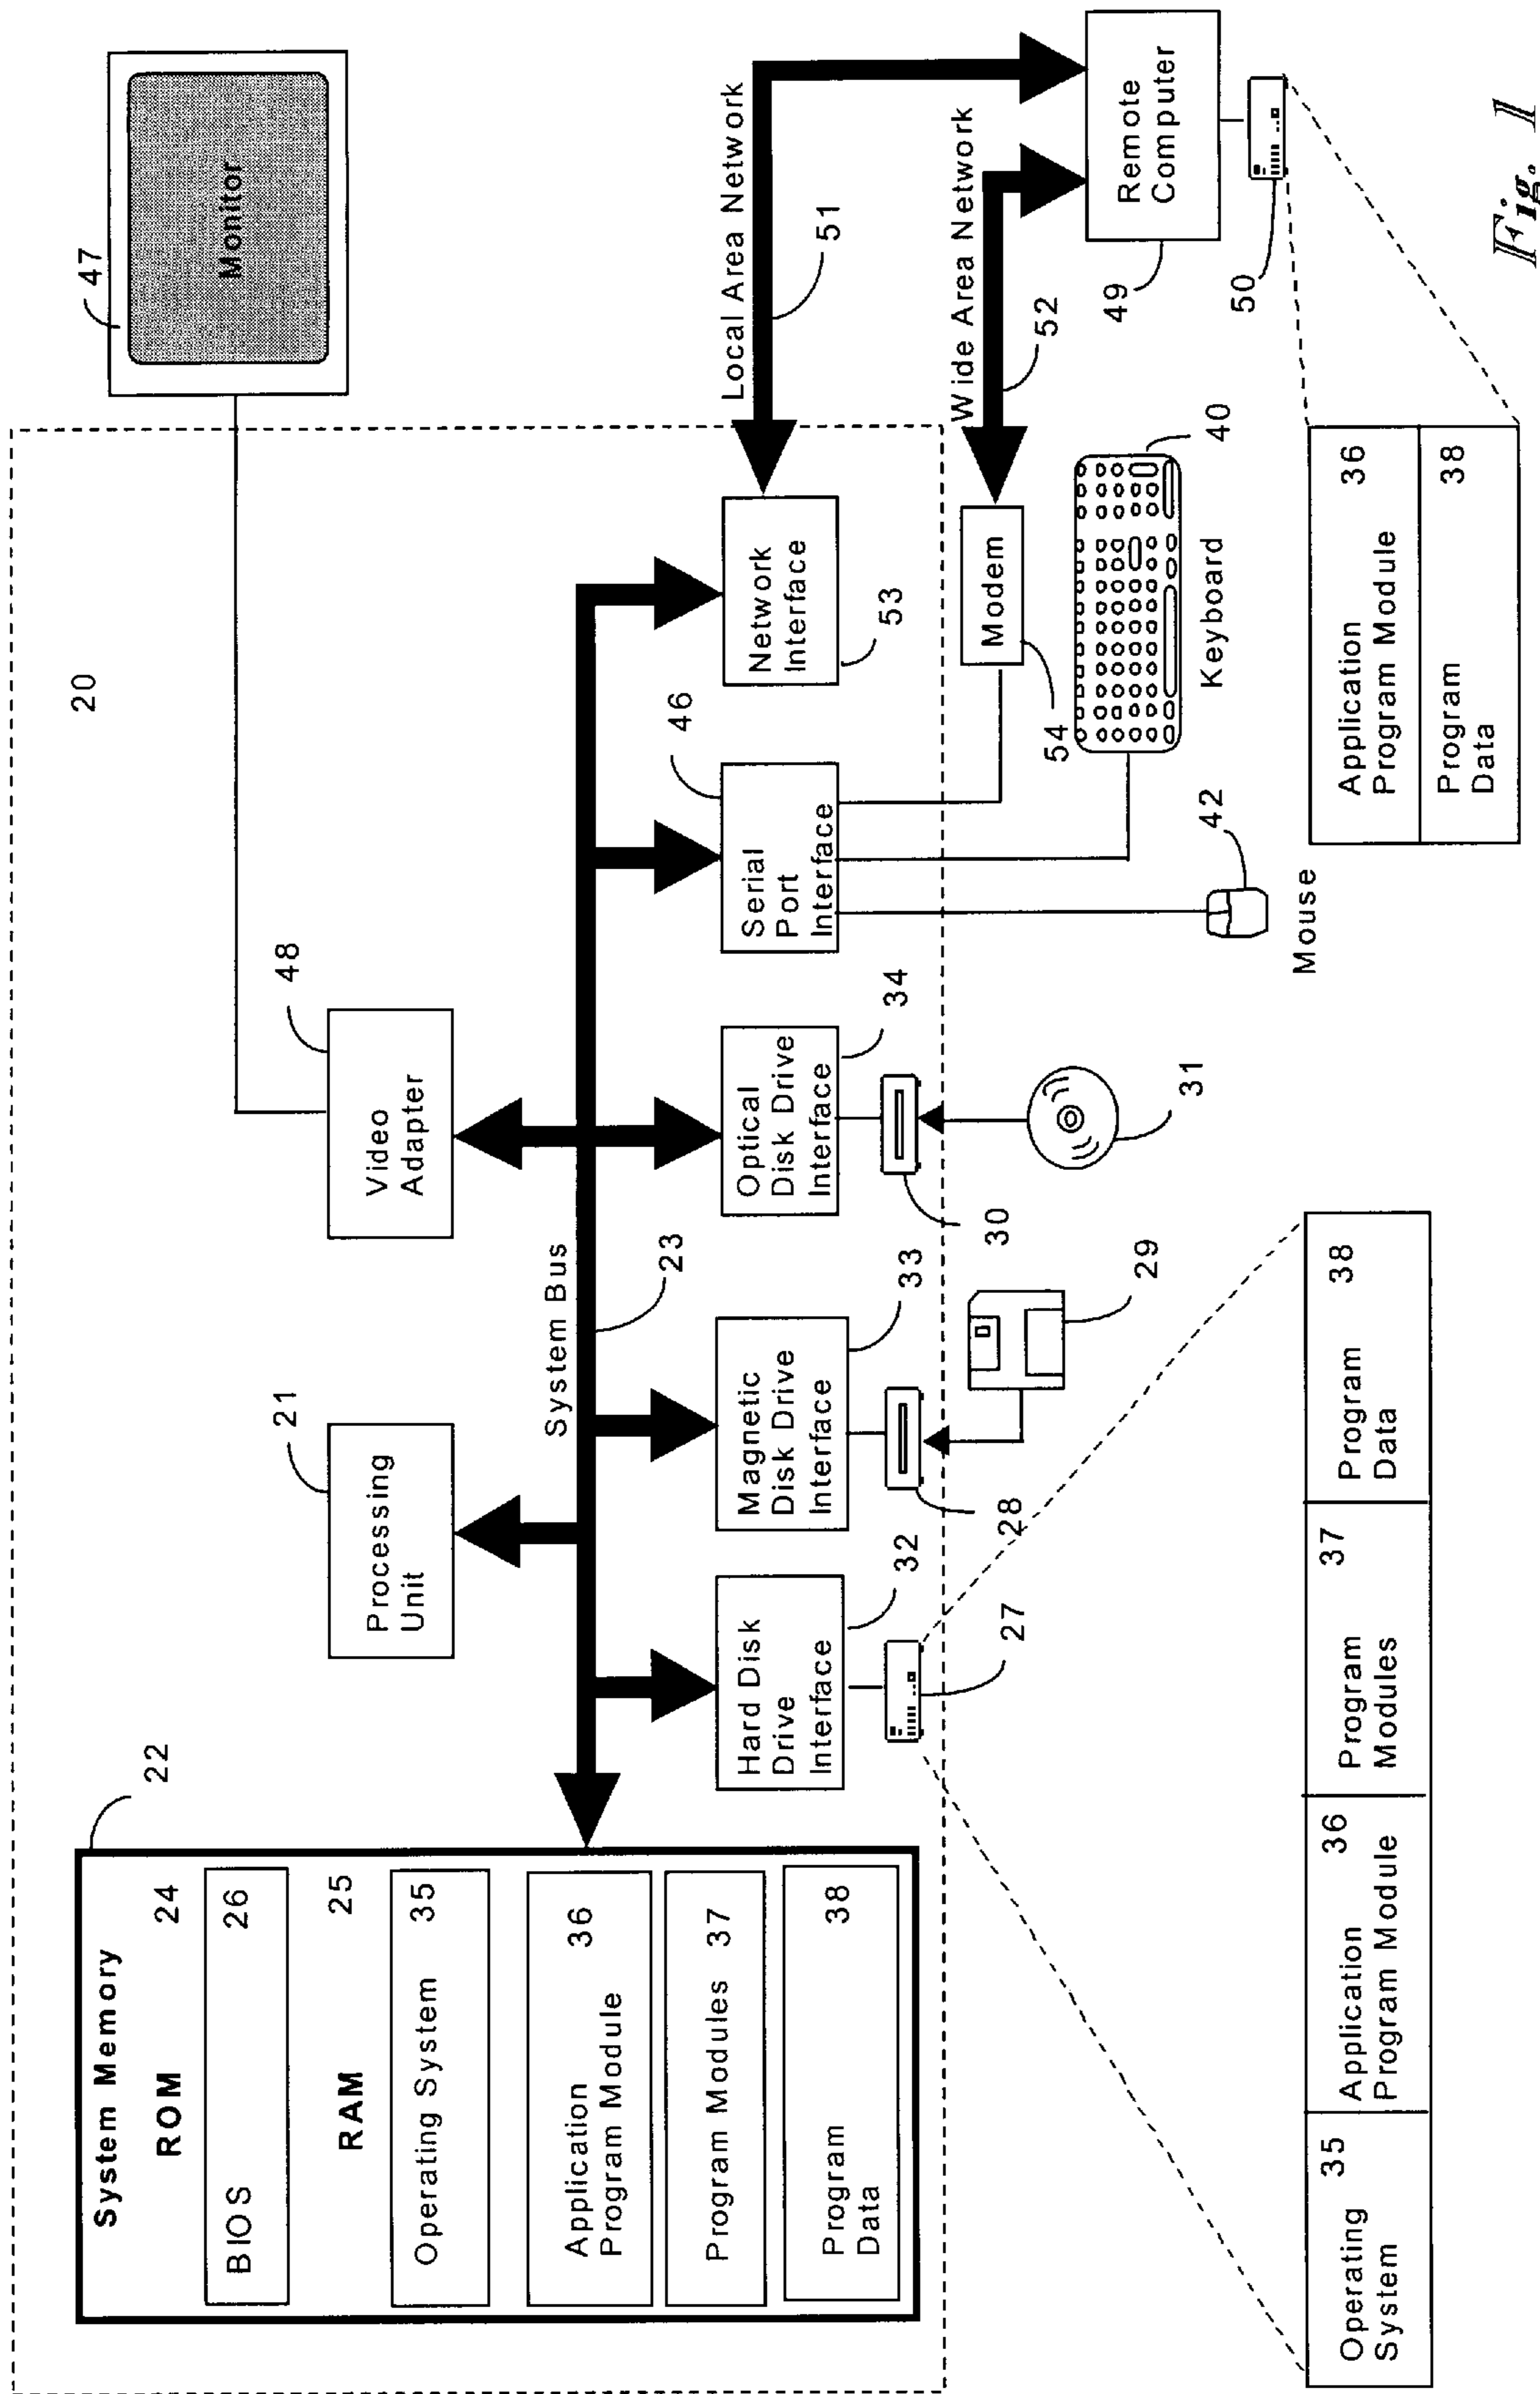 20
System Memory
ROM 24
BIOS 26
RAM 25
Operating System 35
Application
Program Module 36
Program Modules 37
Program
Data 38
22
Processing
Unit
21
Video
Adapter
48
Monitor
47
System Bus
23
Hard Disk
Drive
Interface
32
Magnetic
Disk Drive
Interface
33
Optical
Disk Drive
Interface
34
Serial
Port
Interface
46
Network
Interface
53
Local Area Network
51
27
28
29
30
31
Modem
54
Wide Area Network
52
Remote
Computer
49
50
Keyboard
40
Mouse
42
Operating
System
35
Application
Program Module
36
Program
Modules
37
Program
Data
38
Application
Program Module
36
Program
Data
38
Fig. 1